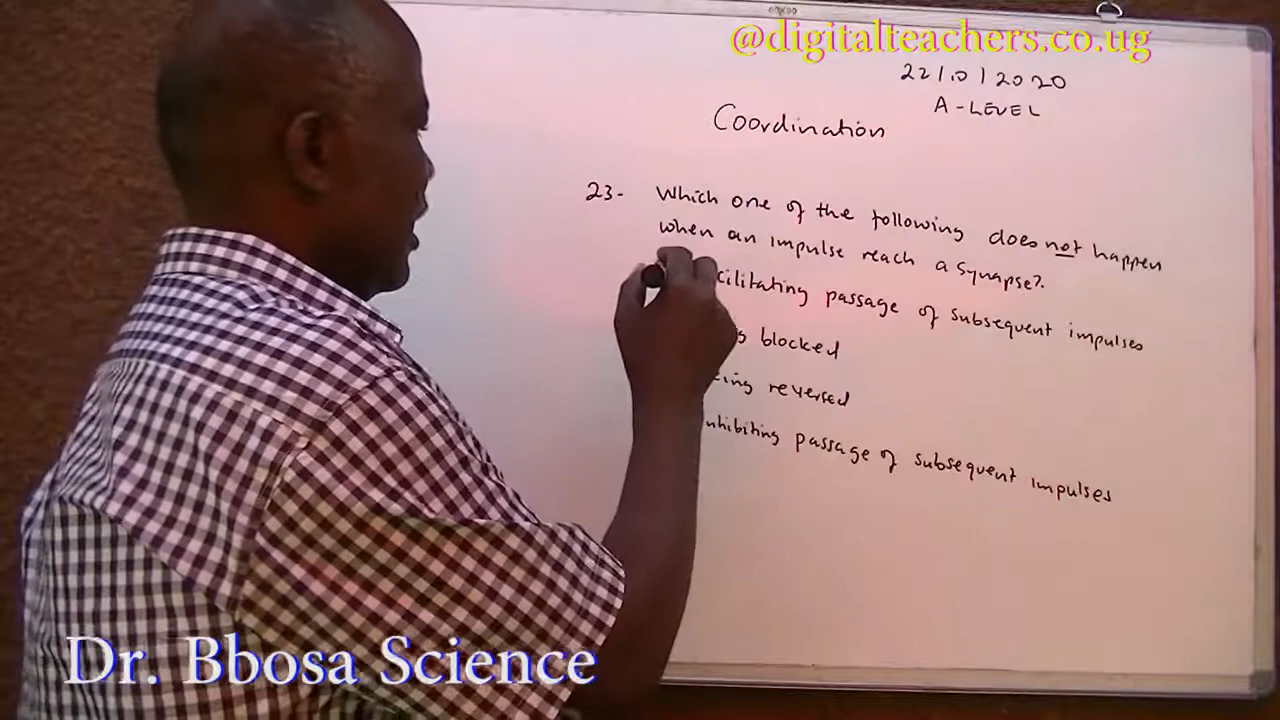 @digitalteachers.co.ug
22/10/2020
A-LEVEL
Coordination
23- Which one of the following does not happen
when an impulse reach a synapse?
cilitating passage of subsequent impulses
blocked
reversed
nhibiting passage of subsequent impulses
Dr. Bbosa Science